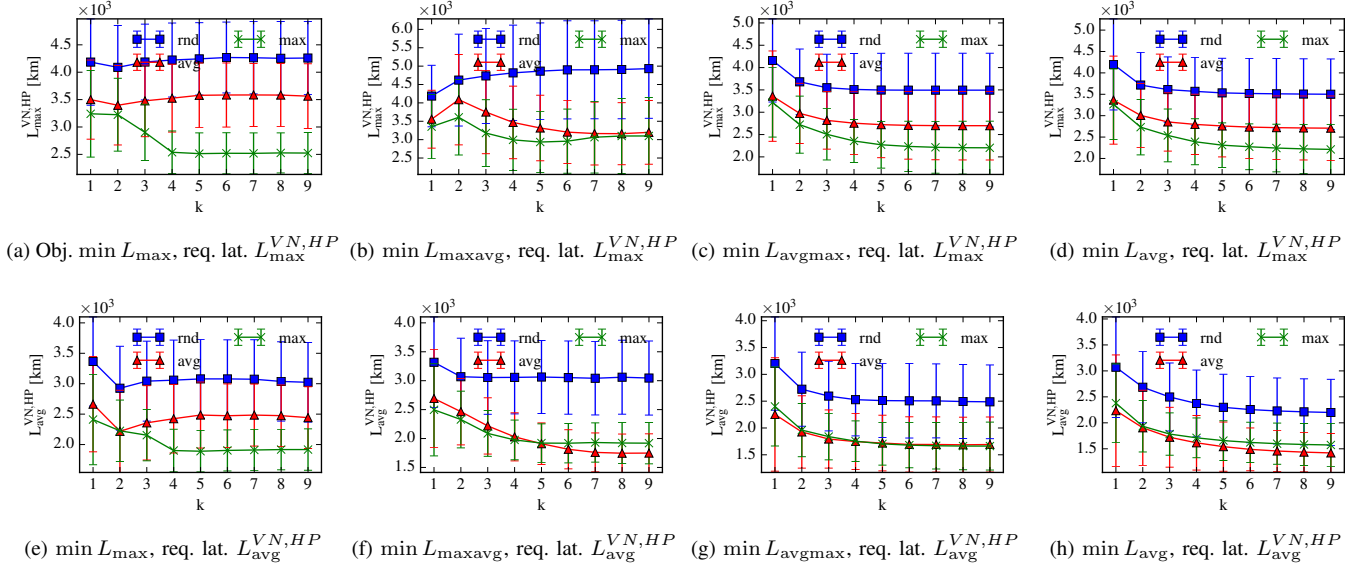 ×10³
4.5
4.0
3.5
3.0
2.5
L_max^{VN,HP} [km]
rnd
avg
max
1 2 3 4 5 6 7 8 9
k
(a) Obj. min L_max, req. lat. L_max^{VN,HP}
×10³
6.0
5.5
5.0
4.5
4.0
3.5
3.0
2.5
L_max^{VN,HP} [km]
rnd
avg
max
1 2 3 4 5 6 7 8 9
k
(b) min L_maxavg, req. lat. L_max^{VN,HP}
×10³
5.0
4.5
4.0
3.5
3.0
2.5
2.0
L_max^{VN,HP} [km]
rnd
avg
max
1 2 3 4 5 6 7 8 9
k
(c) min L_avgmax, req. lat. L_max^{VN,HP}
×10³
5.0
4.5
4.0
3.5
3.0
2.5
2.0
L_max^{VN,HP} [km]
rnd
avg
max
1 2 3 4 5 6 7 8 9
k
(d) min L_avg, req. lat. L_max^{VN,HP}
×10³
4.0
3.5
3.0
2.5
2.0
L_avg^{VN,HP} [km]
rnd
avg
max
1 2 3 4 5 6 7 8 9
k
(e) min L_max, req. lat. L_avg^{VN,HP}
×10³
4.0
3.5
3.0
2.5
2.0
1.5
L_avg^{VN,HP} [km]
rnd
avg
max
1 2 3 4 5 6 7 8 9
k
(f) min L_maxavg, req. lat. L_avg^{VN,HP}
×10³
4.0
3.5
3.0
2.5
2.0
1.5
L_avg^{VN,HP} [km]
rnd
avg
max
1 2 3 4 5 6 7 8 9
k
(g) min L_avgmax, req. lat. L_avg^{VN,HP}
×10³
4.0
3.5
3.0
2.5
2.0
1.5
1.0
L_avg^{VN,HP} [km]
rnd
avg
max
1 2 3 4 5 6 7 8 9
k
(h) min L_avg, req. lat. L_avg^{VN,HP}